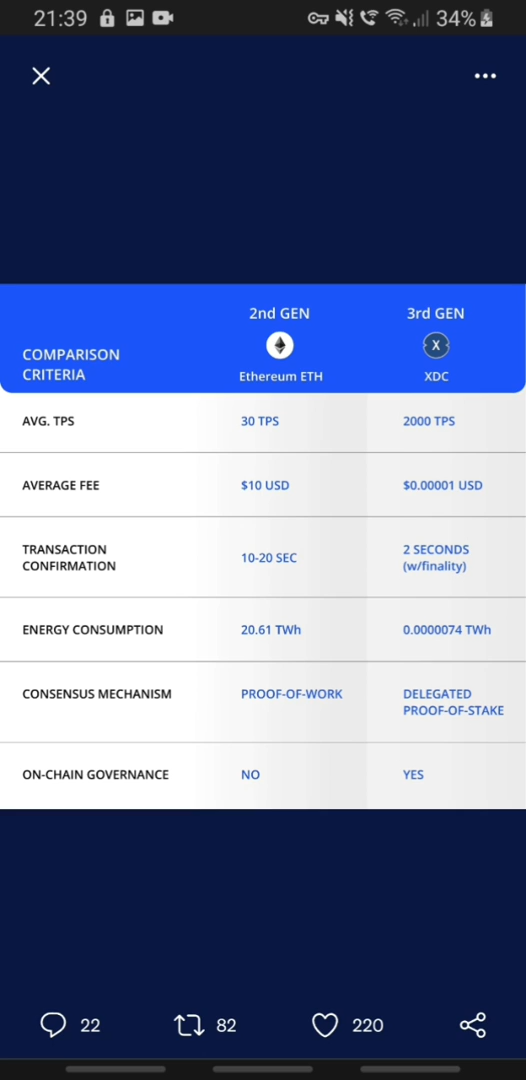 21:39
34%
2nd GEN 3rd GEN
X
COMPARISON
CRITERIA
Ethereum ETH XDC
AVG. TPS 30 TPS 2000 TPS
AVERAGE FEE $10 USD $0.00001 USD
TRANSACTION
CONFIRMATION
10-20 SEC
2 SECONDS
(w/finality)
ENERGY CONSUMPTION 20.61 TWh 0.0000074 TWh
CONSENSUS MECHANISM PROOF-OF-WORK DELEGATED
PROOF-OF-STAKE
ON-CHAIN GOVERNANCE NO YES
22 82 220